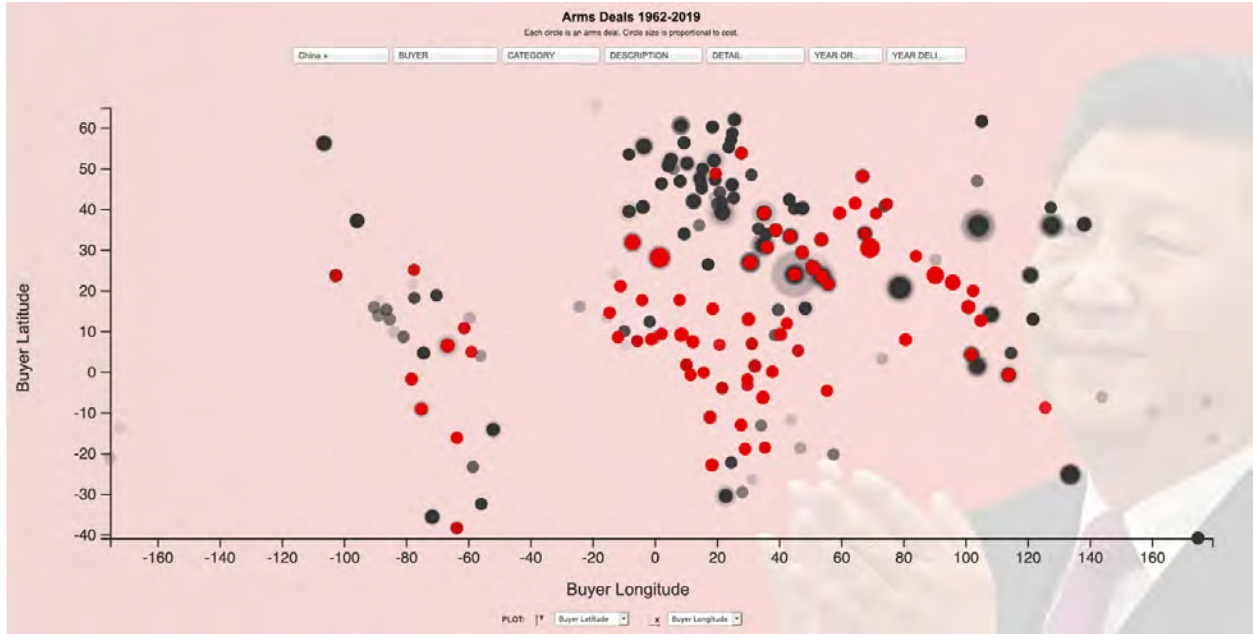 Arms Deals 1962-2019
Each circle is an arms deal. Circle size is proportional to cost.
China × BUYER CATEGORY DESCRIPTION DETAIL YEAR OR... YEAR DELI...
60
50
40
30
20
10
0
-10
-20
-30
-40
Buyer Latitude
-160 -140 -120 -100 -80 -60 -40 -20 0 20 40 60 80 100 120 140 160
Buyer Longitude
PLOT: Y Buyer Latitude X Buyer Longitude